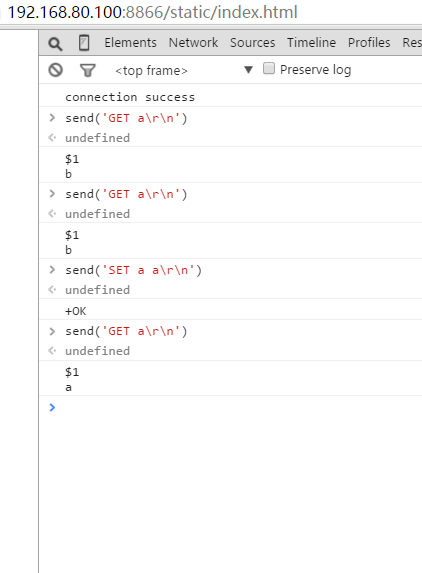 192.168.80.100:8866/static/index.html
Elements Network Sources Timeline Profiles Res
<top frame> ▼ Preserve log
connection success
> send('GET a\r\n')
<· undefined
$1
b
> send('GET a\r\n')
<· undefined
$1
b
> send('SET a a\r\n')
<· undefined
+OK
> send('GET a\r\n')
<· undefined
$1
a
>